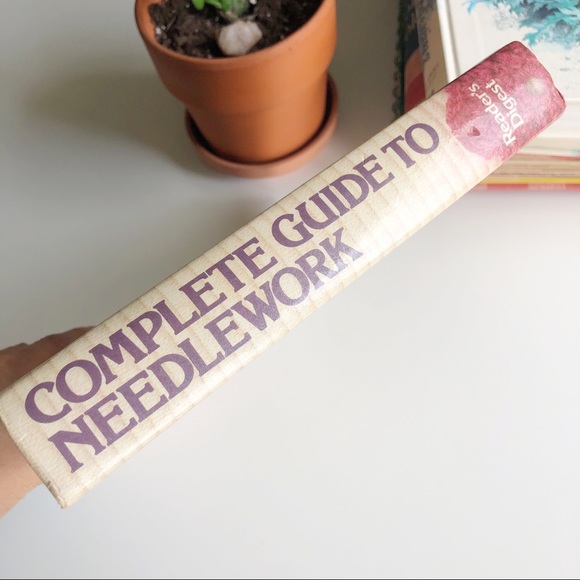 COMPLETE GUIDE TO
NEEDLEWORK
Reader's
Digest